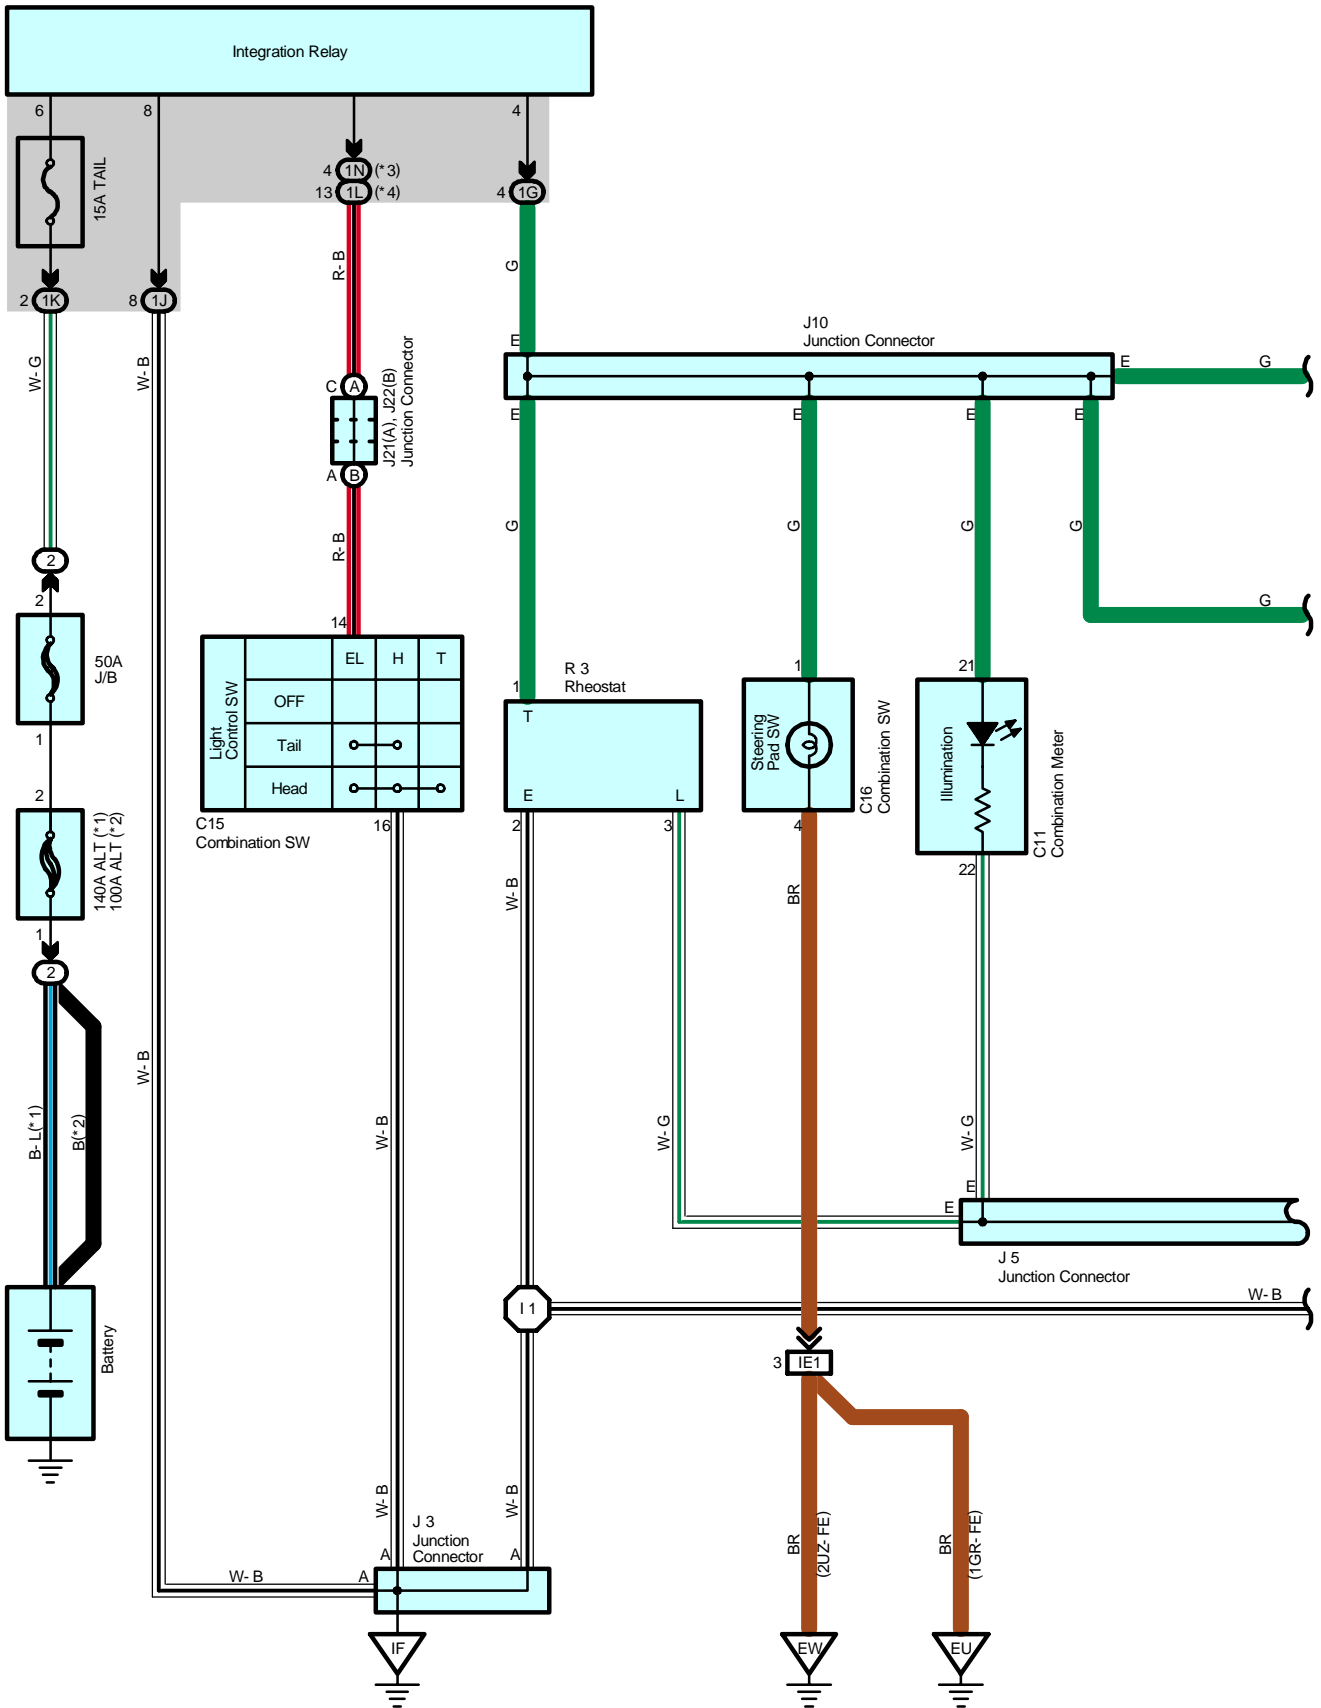 Integration Relay
6
8
4
15A TAIL
4 1N (*3)
13 1L (*4)
4 1G
2 1K
8 1J
R-B
G
W-G
W-B
J10
Junction Connector
E
E
G
C A
J21(A), J22(B)
Junction Connector
A B
E
E
E
E
R-B
G
G
G
G
2
2
G
50A
J/B
1
14
Light
Control SW
EL H T
OFF
Tail
Head
C15
Combination SW
16
R 3
Rheostat
1
T
E
L
2
3
1
Steering
Pad SW
C16
Combination SW
4
21
Illumination
C11
Combination Meter
22
2
140A ALT (*1)
100A ALT (*2)
1
2
W-B
BR
W-B
B-L(*1)
B(*2)
W-B
W-G
W-G
E
E
J 5
Junction Connector
I 1
W-B
Battery
3 IE1
W-B
W-B
J 3
Junction
Connector
BR
(2UZ-FE)
BR
(1GR-FE)
A
A
W-B
A
IF
EW
EU